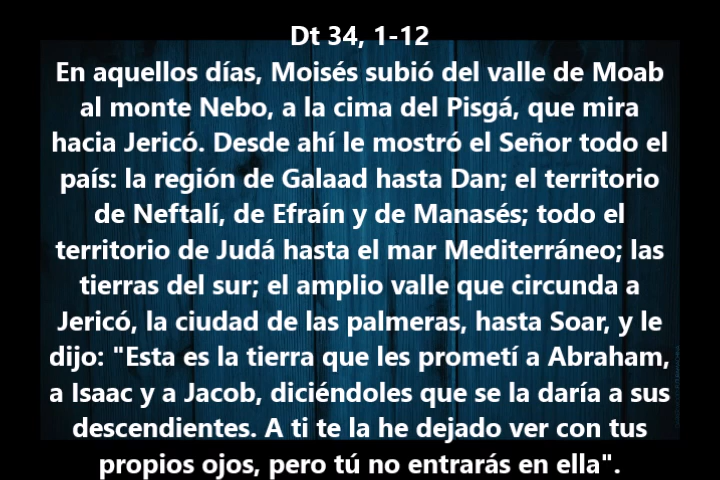 Dt 34, 1-12
En aquellos días, Moisés subió del valle de Moab
al monte Nebo, a la cima del Pisgá, que mira
hacia Jericó. Desde ahí le mostró el Señor todo el
país: la región de Galaad hasta Dan; el territorio
de Neftalí, de Efraín y de Manasés; todo el
territorio de Judá hasta el mar Mediterráneo; las
tierras del sur; el amplio valle que circunda a
Jericó, la ciudad de las palmeras, hasta Soar, y le
dijo: "Esta es la tierra que les prometí a Abraham,
a Isaac y a Jacob, diciéndoles que se la daría a sus
descendientes. A ti te la he dejado ver con tus
propios ojos, pero tú no entrarás en ella".